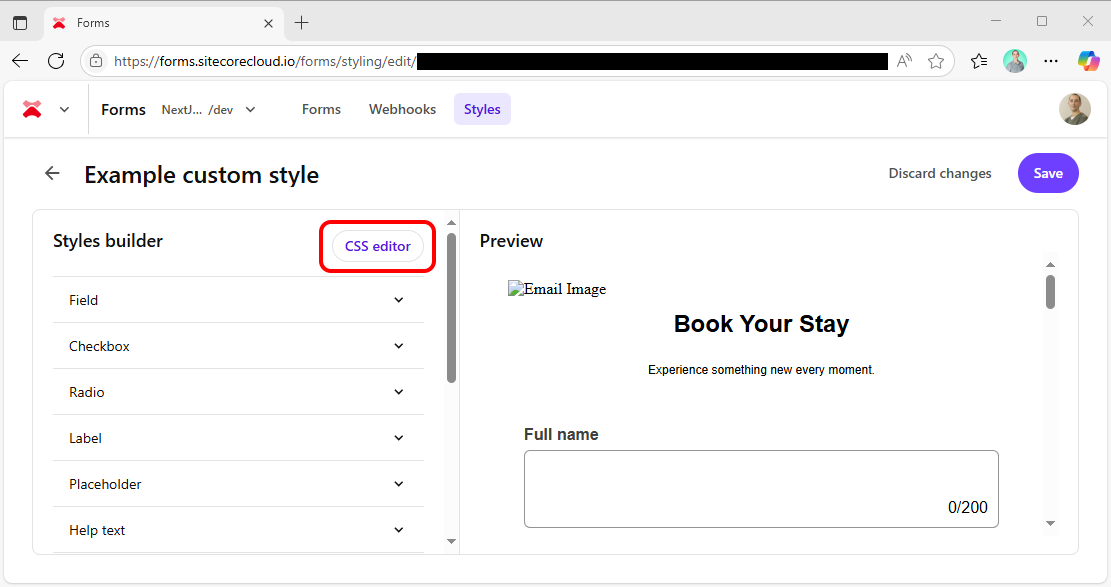 Forms
https://forms.sitecorecloud.io/forms/styling/edit/
Forms NextJ... /dev Forms Webhooks Styles
Example custom style Discard changes Save
Styles builder CSS editor
Field
Checkbox
Radio
Label
Placeholder
Help text
Preview
Email Image
Book Your Stay
Experience something new every moment.
Full name
0/200